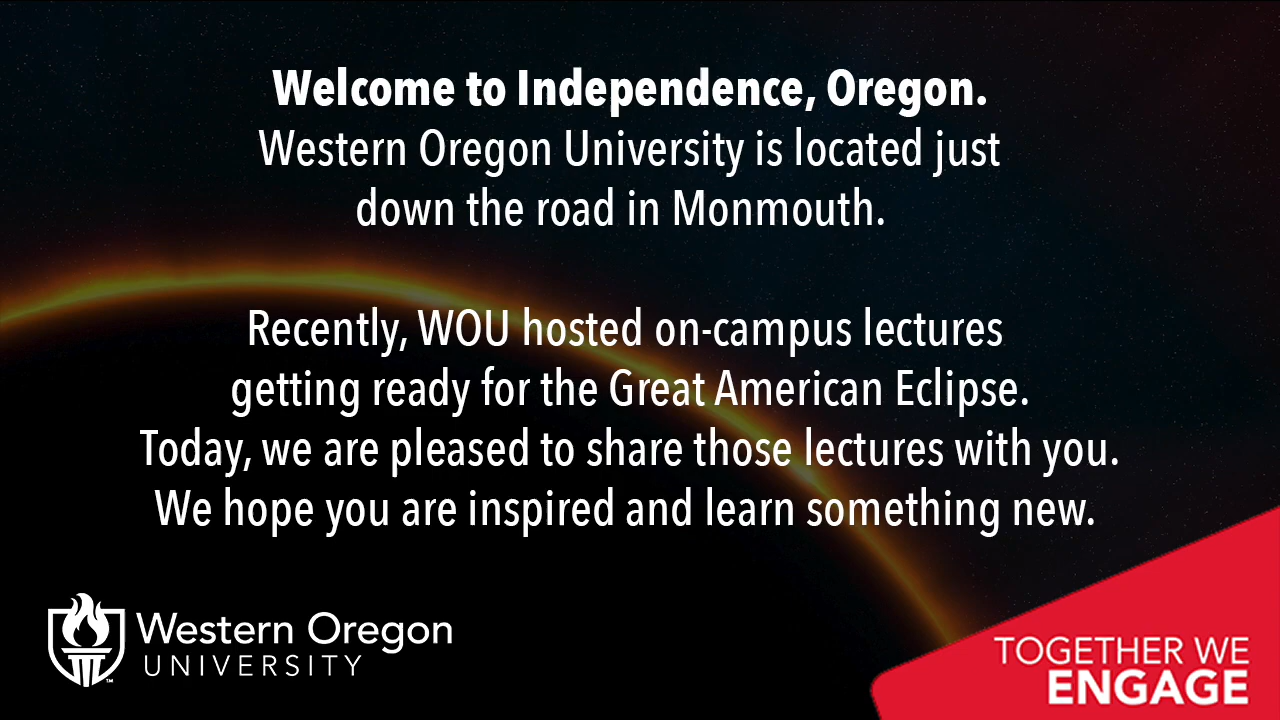 Welcome to Independence, Oregon.
Western Oregon University is located just
down the road in Monmouth.
Recently, WOU hosted on-campus lectures
getting ready for the Great American Eclipse.
Today, we are pleased to share those lectures with you.
We hope you are inspired and learn something new.
Western Oregon
UNIVERSITY
TM
TOGETHER WE
ENGAGE